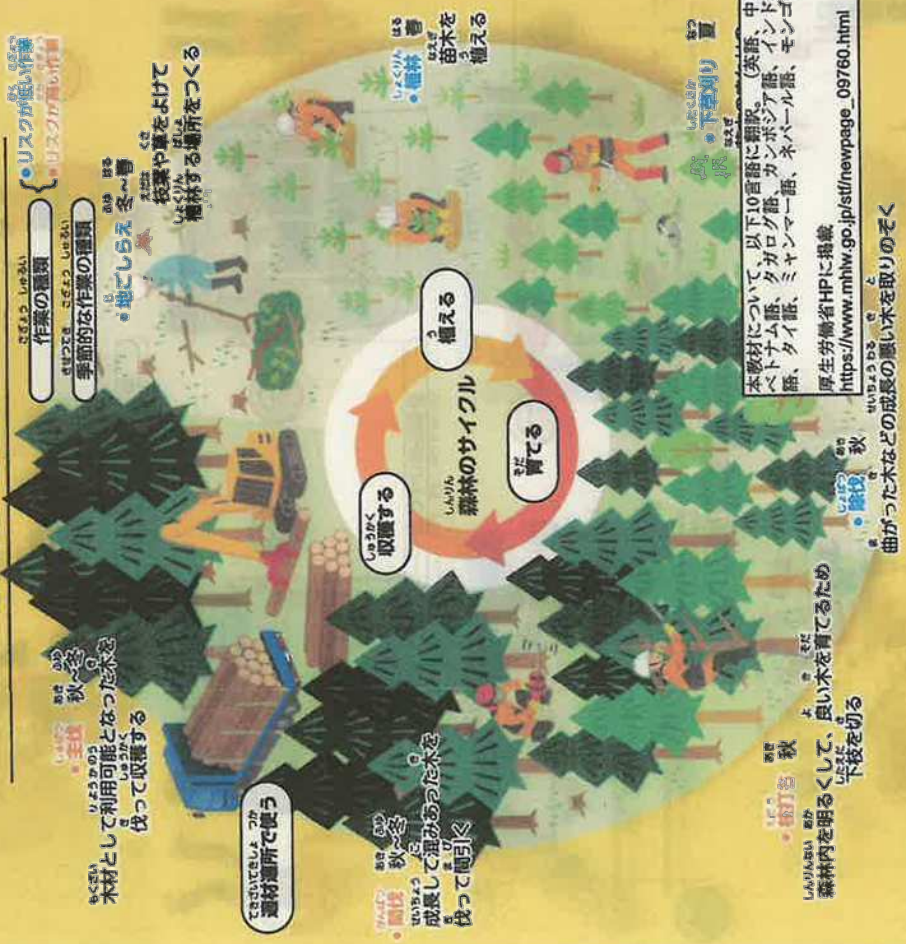 作業の種類
季節的な作業の種類
●リスクが低い作業
●リスクが高い作業
●地ごしらえ 冬〜春
枝葉や草をよけて
植林する場所をつくる
●植林 春
苗木を
植える
●下草刈り 夏
●除伐 秋
曲がった木などの成長の悪い木を取りのぞく
●枝打ち 秋
森林内を明るくして、良い木を育てるため
下枝を切る
●間伐 秋〜冬
成長して混みあった木を
伐って間引く
●主伐 秋〜冬
木材として利用可能となった木を
伐って収穫する
適材適所で使う
森林のサイクル
植える
育てる
収穫する
本教材について、以下10言語に翻訳。（英語、中
ベトナム語、タガログ語、カンボジア語、インド
語、タイ語、ミャンマー語、ネパール語、モンゴ
厚生労働省HPに掲載
https://www.mhlw.go.jp/stf/newpage_09760.html